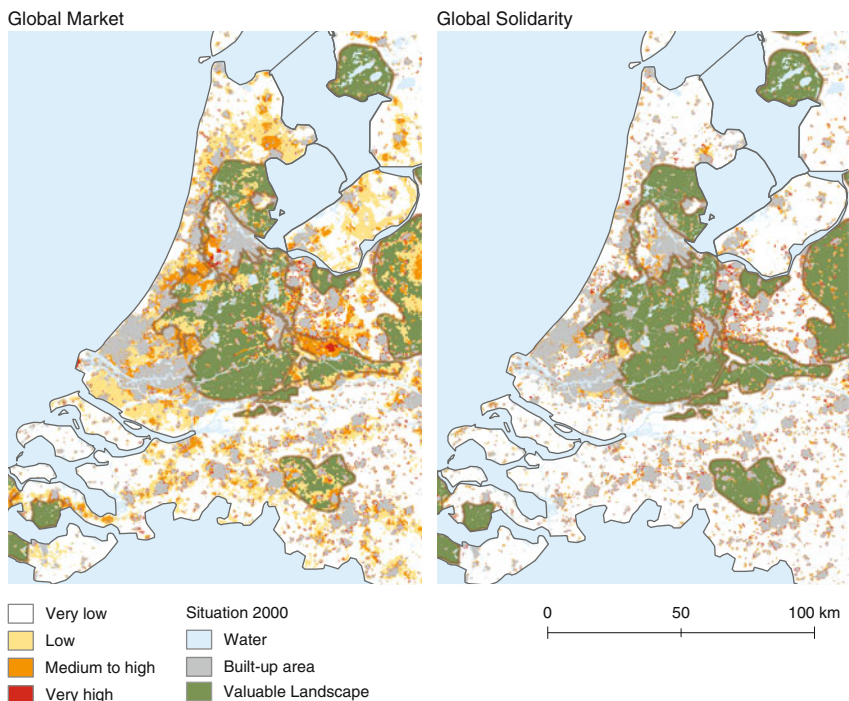 Global Market
Global Solidarity
Very low
Low
Medium to high
Very high
Situation 2000
Water
Built-up area
Valuable Landscape
0 50 100 km